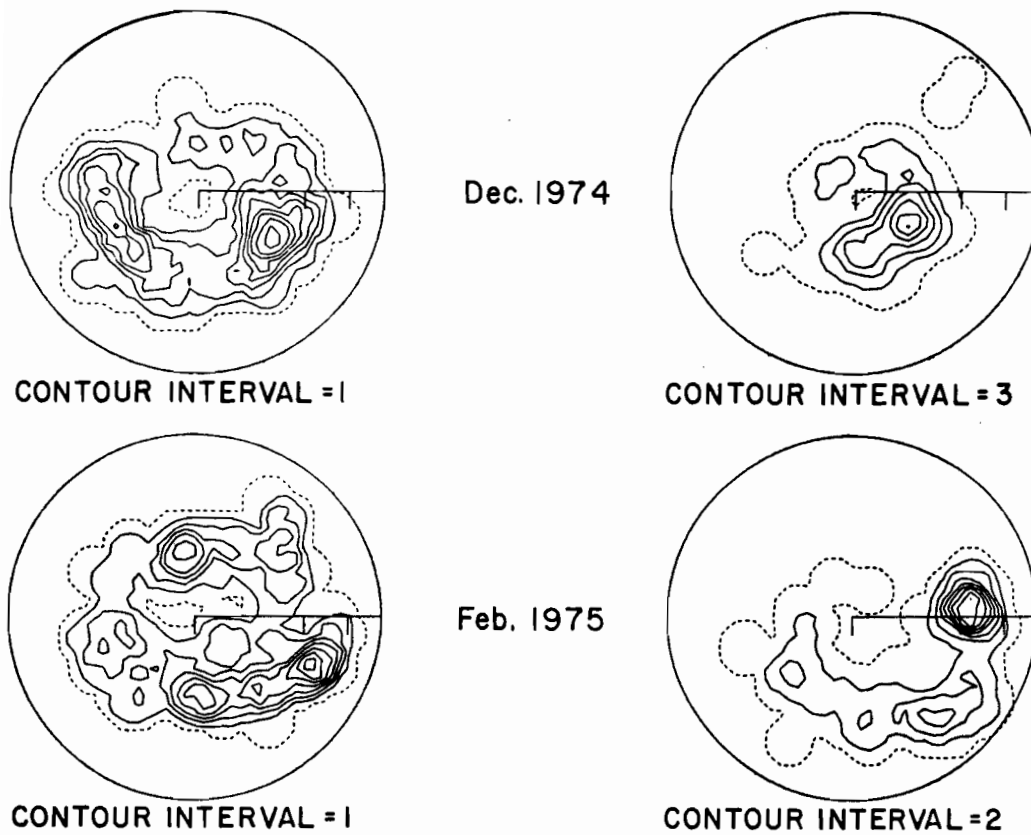 Dec. 1974
CONTOUR INTERVAL = 1
CONTOUR INTERVAL = 3
Feb. 1975
CONTOUR INTERVAL = 1
CONTOUR INTERVAL = 2